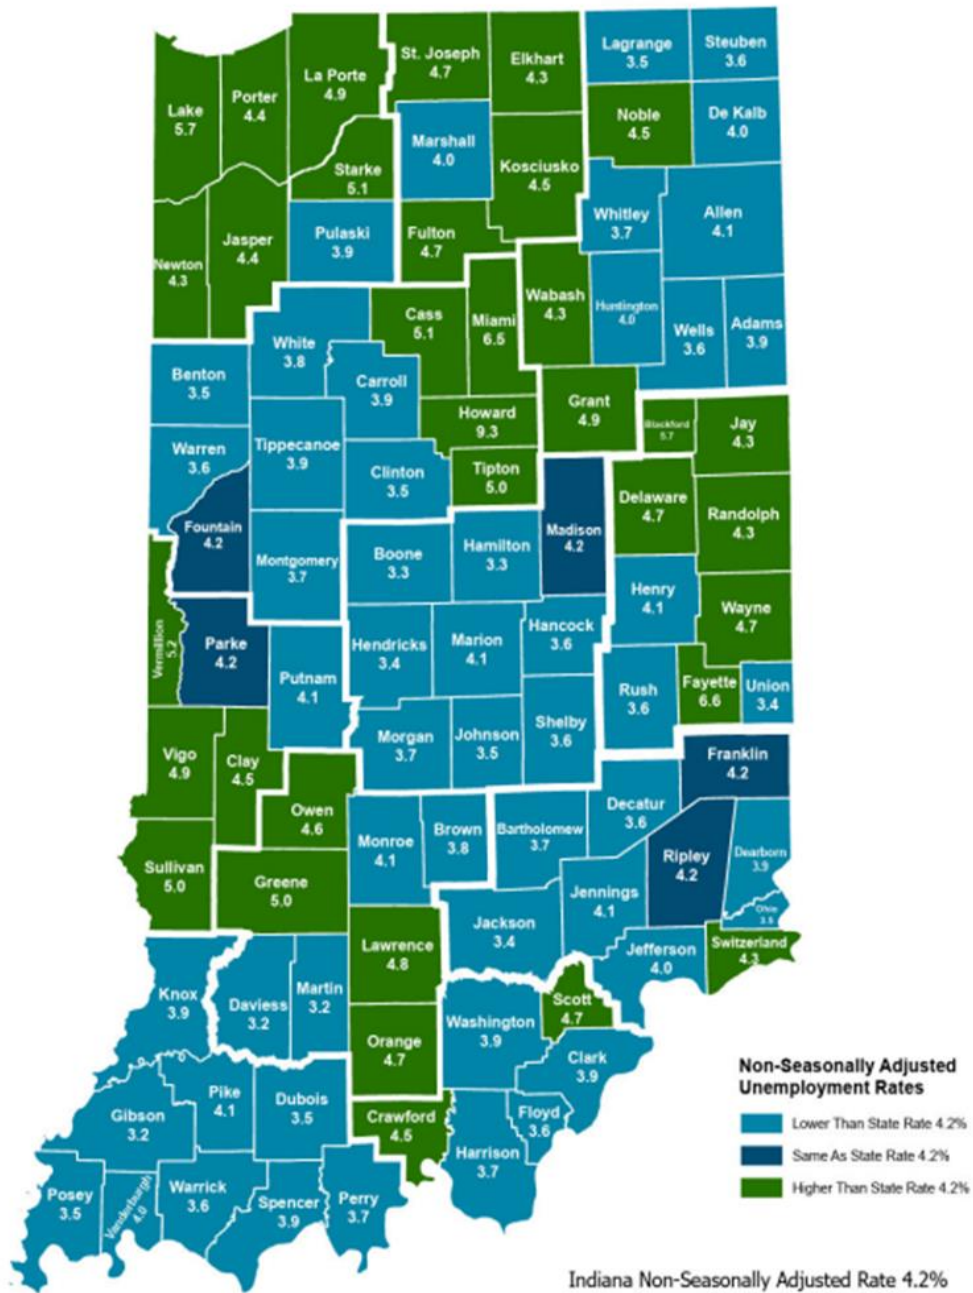 Lake
5.7
Porter
4.4
La Porte
4.9
St. Joseph
4.7
Elkhart
4.3
Lagrange
3.5
Steuben
3.6
Noble
4.5
De Kalb
4.0
Marshall
4.0
Starke
5.1
Kosciusko
4.5
Whitley
3.7
Allen
4.1
Newton
4.3
Jasper
4.4
Pulaski
3.9
Fulton
4.7
Wabash
4.3
Huntington
4.0
Wells
3.6
Adams
3.9
White
3.8
Cass
5.1
Miami
6.5
Benton
3.5
Carroll
3.9
Howard
9.3
Grant
4.9
Blackford
5.7
Jay
4.3
Warren
3.6
Tippecanoe
3.9
Clinton
3.5
Tipton
5.0
Fountain
4.2
Montgomery
3.7
Boone
3.3
Hamilton
3.3
Madison
4.2
Delaware
4.7
Randolph
4.3
Henry
4.1
Wayne
4.7
Vermillion
5.2
Parke
4.2
Putnam
4.1
Hendricks
3.4
Marion
4.1
Hancock
3.6
Rush
3.6
Fayette
6.6
Union
3.4
Vigo
4.9
Clay
4.5
Morgan
3.7
Johnson
3.5
Shelby
3.6
Franklin
4.2
Owen
4.6
Monroe
4.1
Brown
3.8
Bartholomew
3.7
Decatur
3.6
Ripley
4.2
Dearborn
3.9
Sullivan
5.0
Greene
5.0
Jennings
4.1
Ohio
Jackson
3.4
Lawrence
4.8
Jefferson
4.0
Switzerland
4.3
Knox
3.9
Daviess
3.2
Martin
3.2
Orange
4.7
Washington
3.9
Scott
4.7
Clark
3.9
Gibson
3.2
Pike
4.1
Dubois
3.5
Crawford
4.5
Harrison
3.7
Floyd
3.6
Posey
3.5
Vanderburgh
4.0
Warrick
3.6
Spencer
3.9
Perry
3.7
Non-Seasonally Adjusted
Unemployment Rates
Lower Than State Rate 4.2%
Same As State Rate 4.2%
Higher Than State Rate 4.2%
Indiana Non-Seasonally Adjusted Rate 4.2%